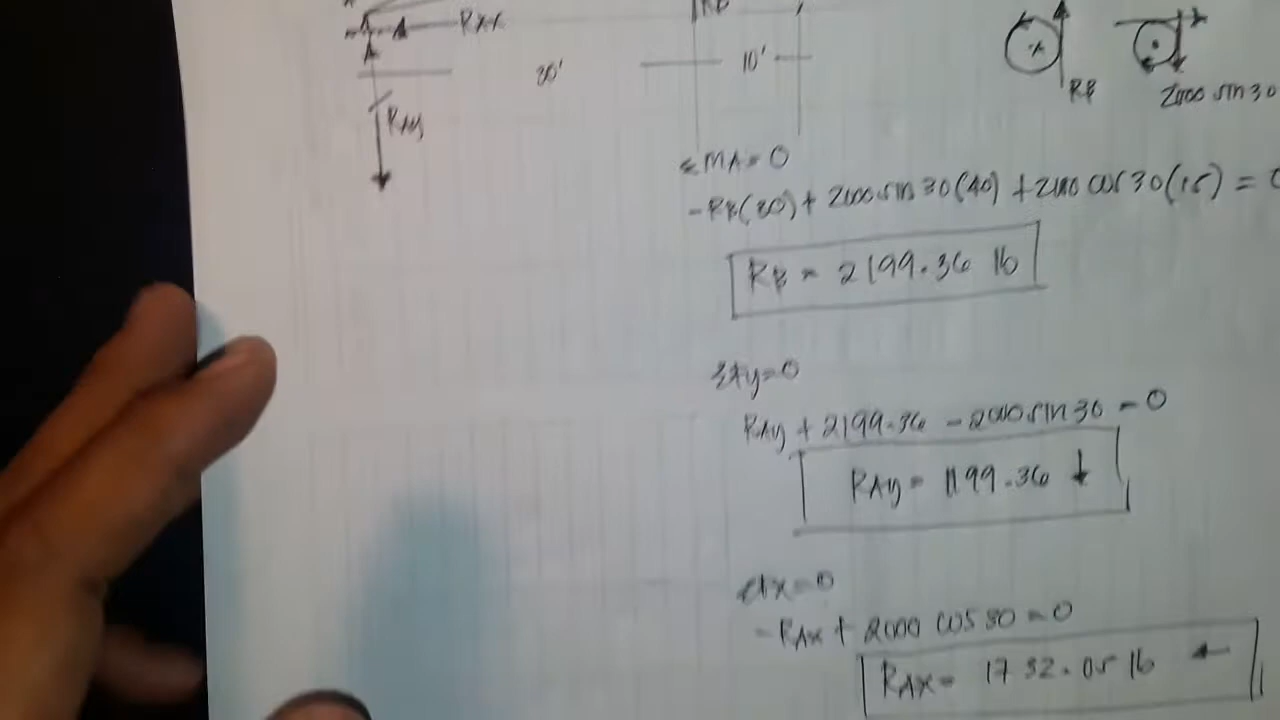 RB
RAX
30' 10'
RAy
RB
2000 sin 30
ΣMA=0
-RB(30)+ 2000 sin 30(40) +2000 cos 30(15) = 0
RB = 2199.36 lb
Σfy=0
RAy + 2199.36 - 2000 sin 30 = 0
RAy = 1199.36 ↓
Σfx=0
-RAx + 2000 cos 30 = 0
RAX = 1732.05 lb ←